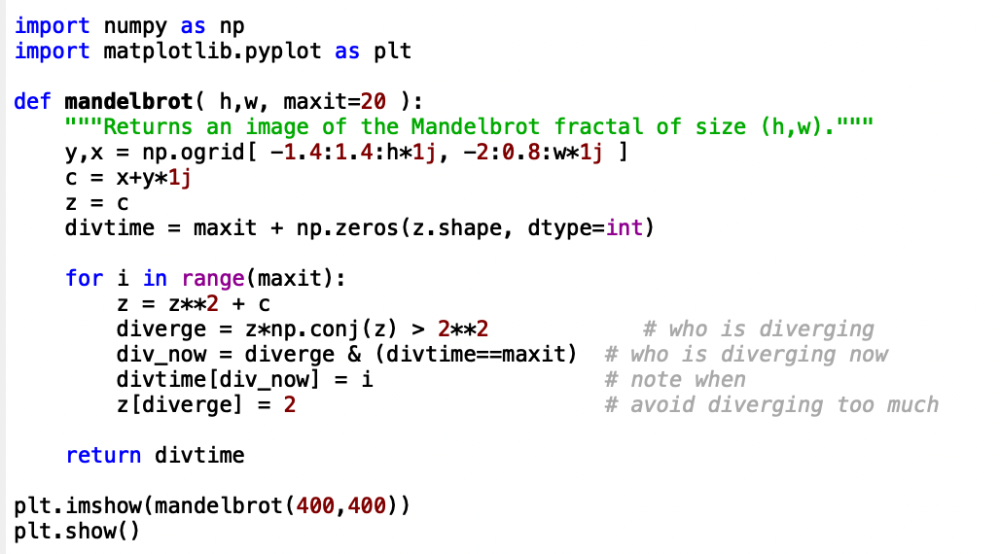 import numpy as np
import matplotlib.pyplot as plt

def mandelbrot( h,w, maxit=20 ):
    """Returns an image of the Mandelbrot fractal of size (h,w)."""
    y,x = np.ogrid[ -1.4:1.4:h*1j, -2:0.8:w*1j ]
    c = x+y*1j
    z = c
    divtime = maxit + np.zeros(z.shape, dtype=int)

    for i in range(maxit):
        z = z**2 + c
        diverge = z*np.conj(z) > 2**2            # who is diverging
        div_now = diverge & (divtime==maxit)  # who is diverging now
        divtime[div_now] = i                  # note when
        z[diverge] = 2                        # avoid diverging too much

    return divtime

plt.imshow(mandelbrot(400,400))
plt.show()